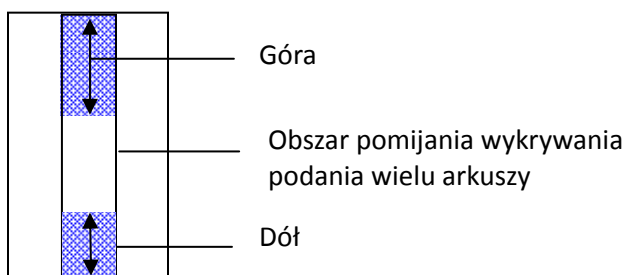 Góra
Obszar pomijania wykrywania
podania wielu arkuszy
Dół